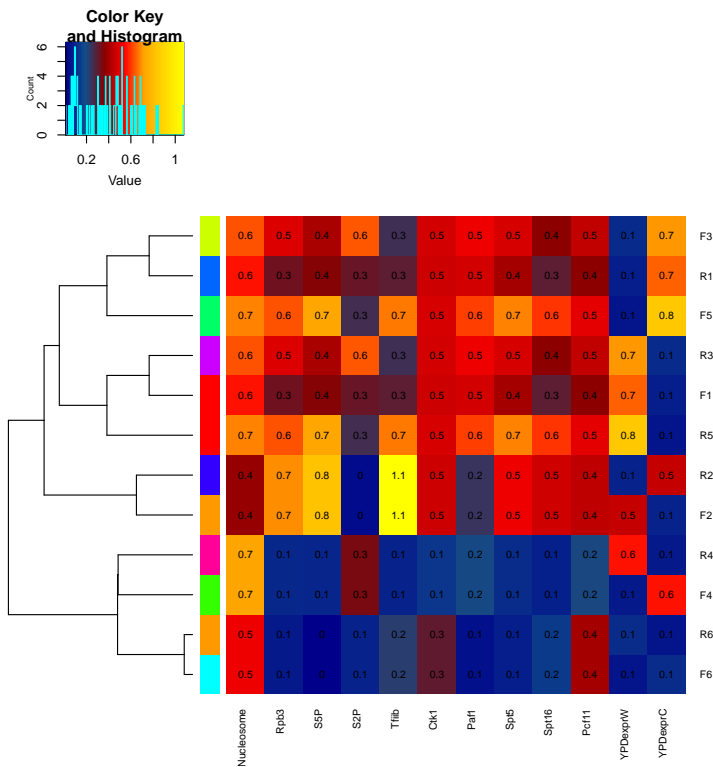 Color Key
and Histogram
Count
0 2 4 6
0.2 0.6 1
Value
0.6 0.5 0.4 0.6 0.3 0.5 0.5 0.5 0.4 0.5 0.1 0.7 F3
0.6 0.3 0.4 0.3 0.3 0.5 0.5 0.4 0.3 0.4 0.1 0.7 R1
0.7 0.6 0.7 0.3 0.7 0.5 0.6 0.7 0.6 0.5 0.1 0.8 F5
0.6 0.5 0.4 0.6 0.3 0.5 0.5 0.5 0.4 0.5 0.7 0.1 R3
0.6 0.3 0.4 0.3 0.3 0.5 0.5 0.4 0.3 0.4 0.7 0.1 F1
0.7 0.6 0.7 0.3 0.7 0.5 0.6 0.7 0.6 0.5 0.8 0.1 R5
0.4 0.7 0.8 0 1.1 0.5 0.2 0.5 0.5 0.4 0.1 0.5 R2
0.4 0.7 0.8 0 1.1 0.5 0.2 0.5 0.5 0.4 0.5 0.1 F2
0.7 0.1 0.1 0.3 0.1 0.1 0.2 0.1 0.1 0.2 0.6 0.1 R4
0.7 0.1 0.1 0.3 0.1 0.1 0.2 0.1 0.1 0.2 0.1 0.6 F4
0.5 0.1 0 0.1 0.2 0.3 0.1 0.1 0.2 0.4 0.1 0.1 R6
0.5 0.1 0 0.1 0.2 0.3 0.1 0.1 0.2 0.4 0.1 0.1 F6
Nucleosome Rpb3 S5P S2P Tfiib Ctk1 Paf1 Spt5 Spt16 Pcf11 YPDexprW YPDexprC